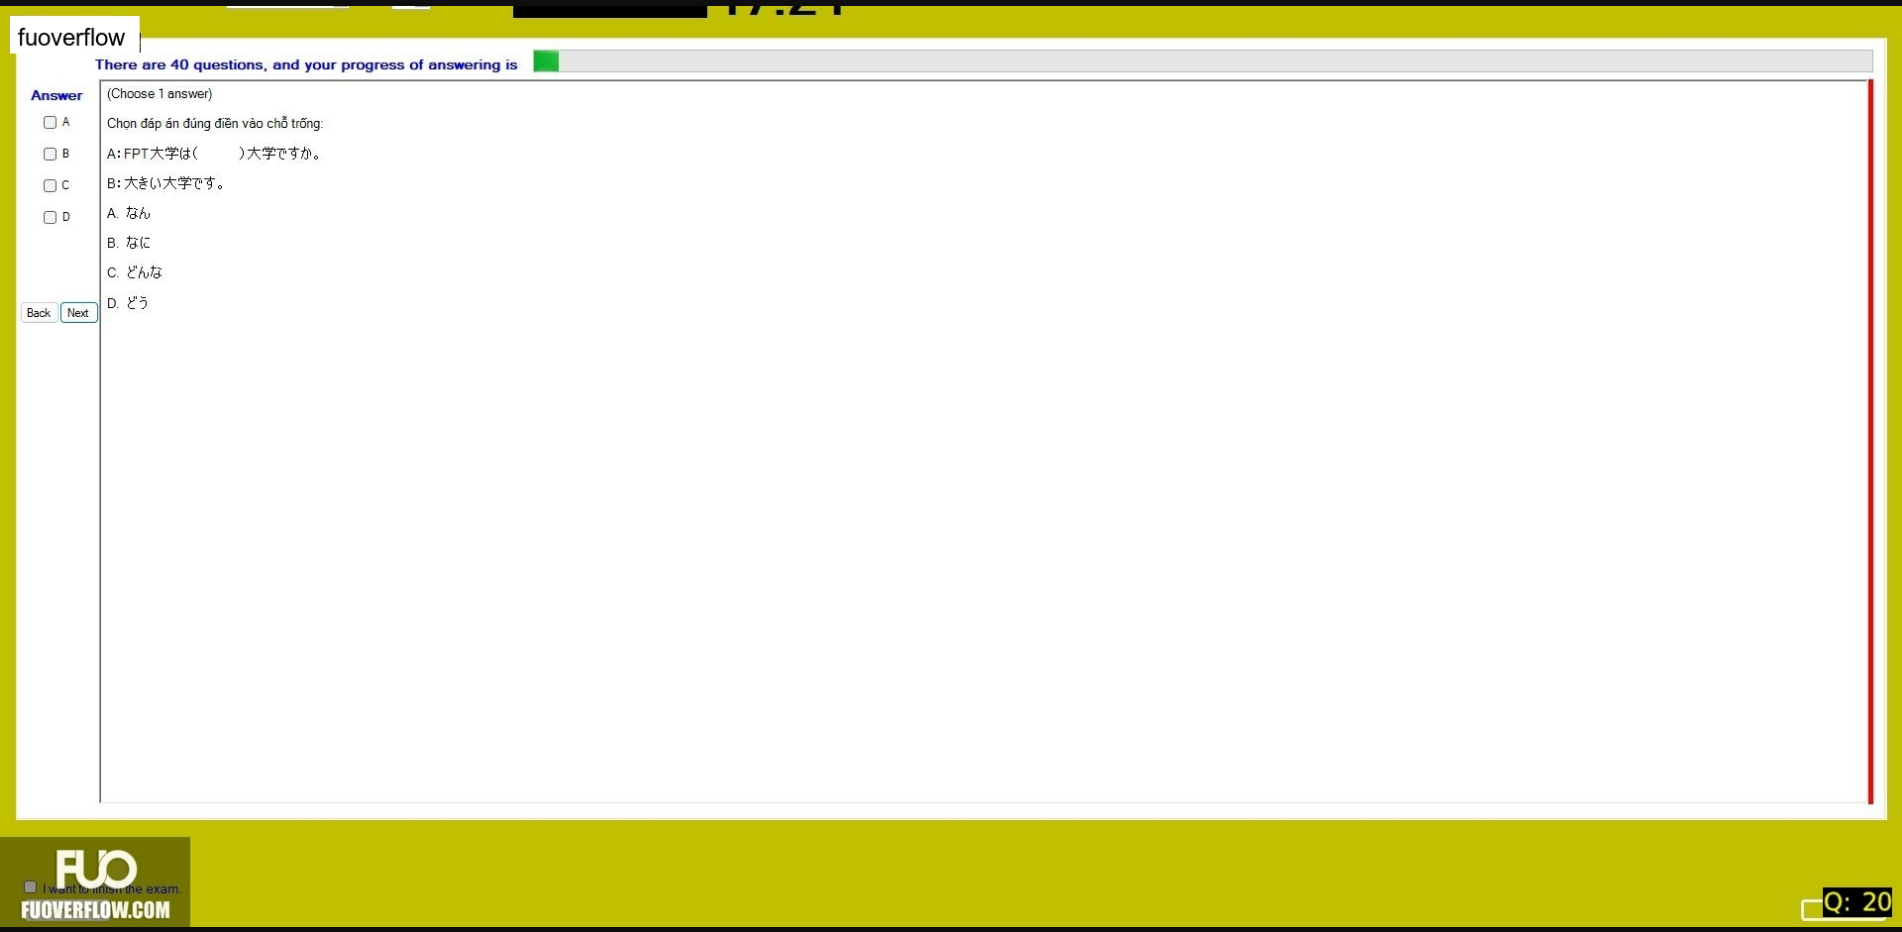 fuoverflow
There are 40 questions, and your progress of answering is
Answer
(Choose 1 answer)
A
Chọn đáp án đúng điền vào chỗ trống:
B
A: FPT大学は(　　)大学ですか。
C
B: 大きい大学です。
D
A. なん
B. なに
C. どんな
D. どう
Back Next
FUO
I want to finish the exam.
FUOVERFLOW.COM
Q: 20